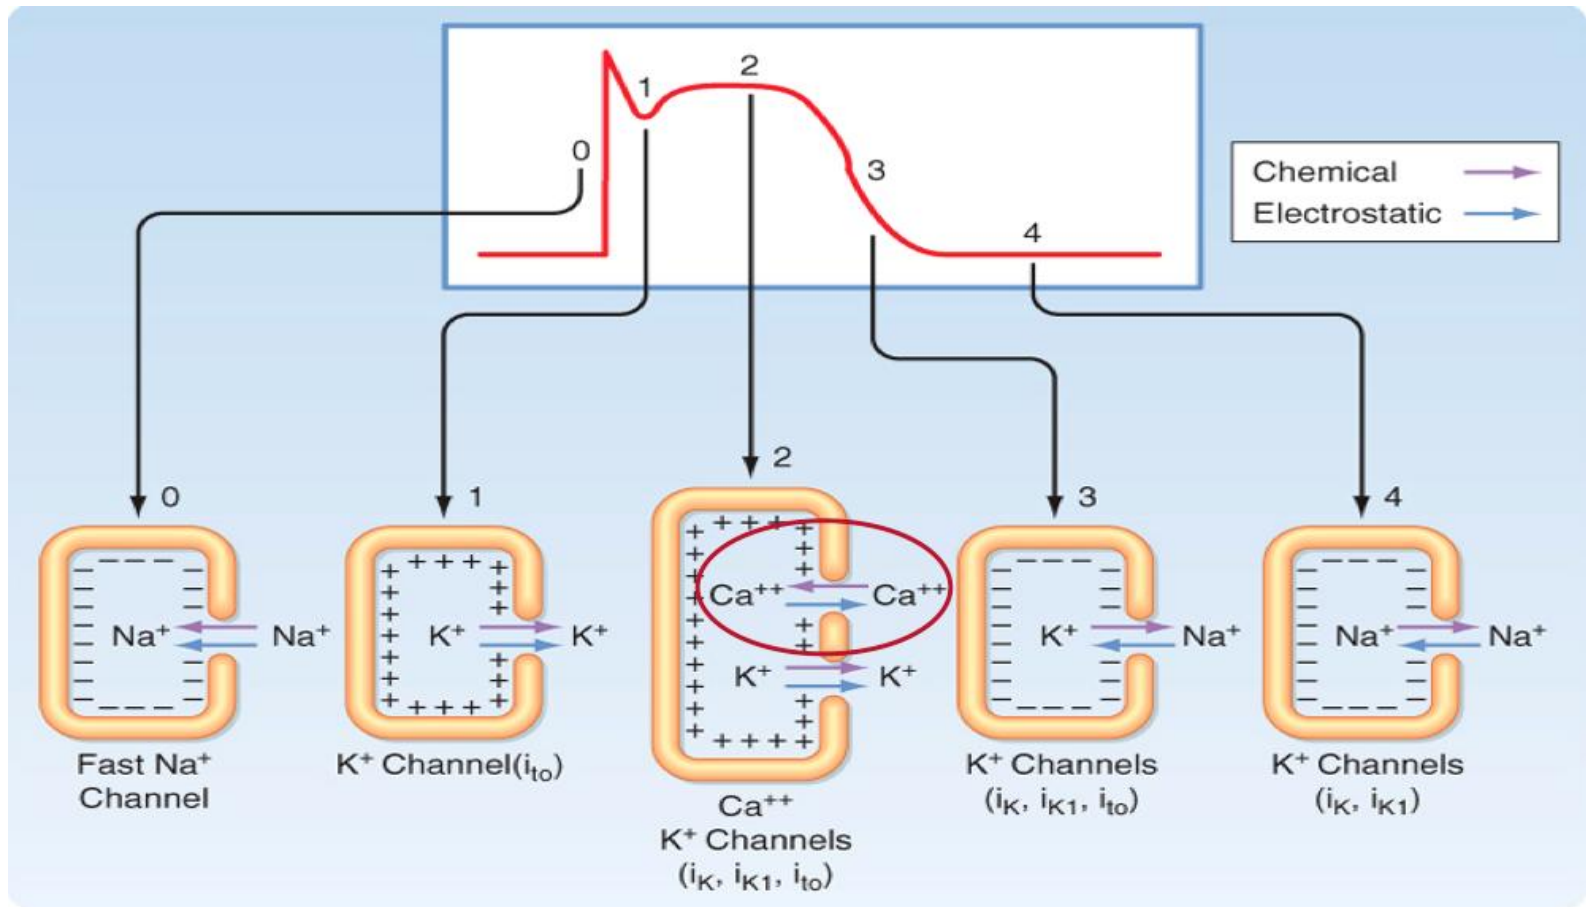 0
1
2
3
4
Chemical
Electrostatic
0
1
2
3
4
Na⁺ Na⁺
K⁺ K⁺
Ca⁺⁺ Ca⁺⁺
K⁺ K⁺
K⁺ Na⁺
Na⁺ Na⁺
Fast Na⁺
Channel
K⁺ Channel(ito)
Ca⁺⁺
K⁺ Channels
(iK, iK1, ito)
K⁺ Channels
(iK, iK1, ito)
K⁺ Channels
(iK, iK1)